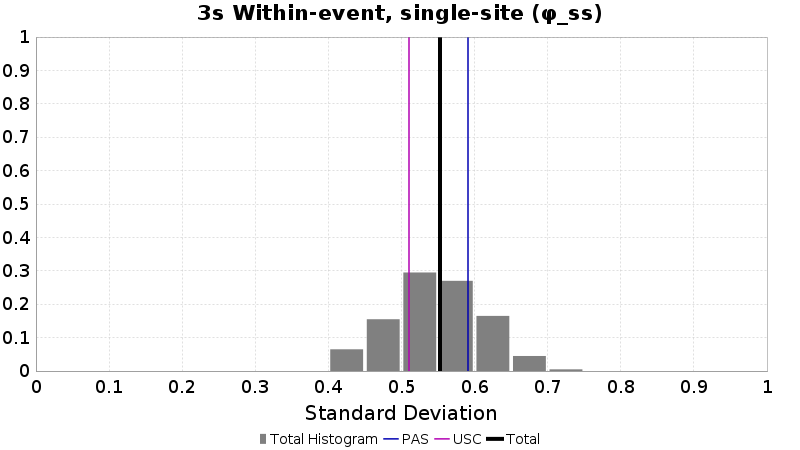 3s Within-event, single-site (φ_ss)
1
0.9
0.8
0.7
0.6
0.5
0.4
0.3
0.2
0.1
0
0 0.1 0.2 0.3 0.4 0.5 0.6 0.7 0.8 0.9 1
Standard Deviation
Total Histogram PAS USC Total